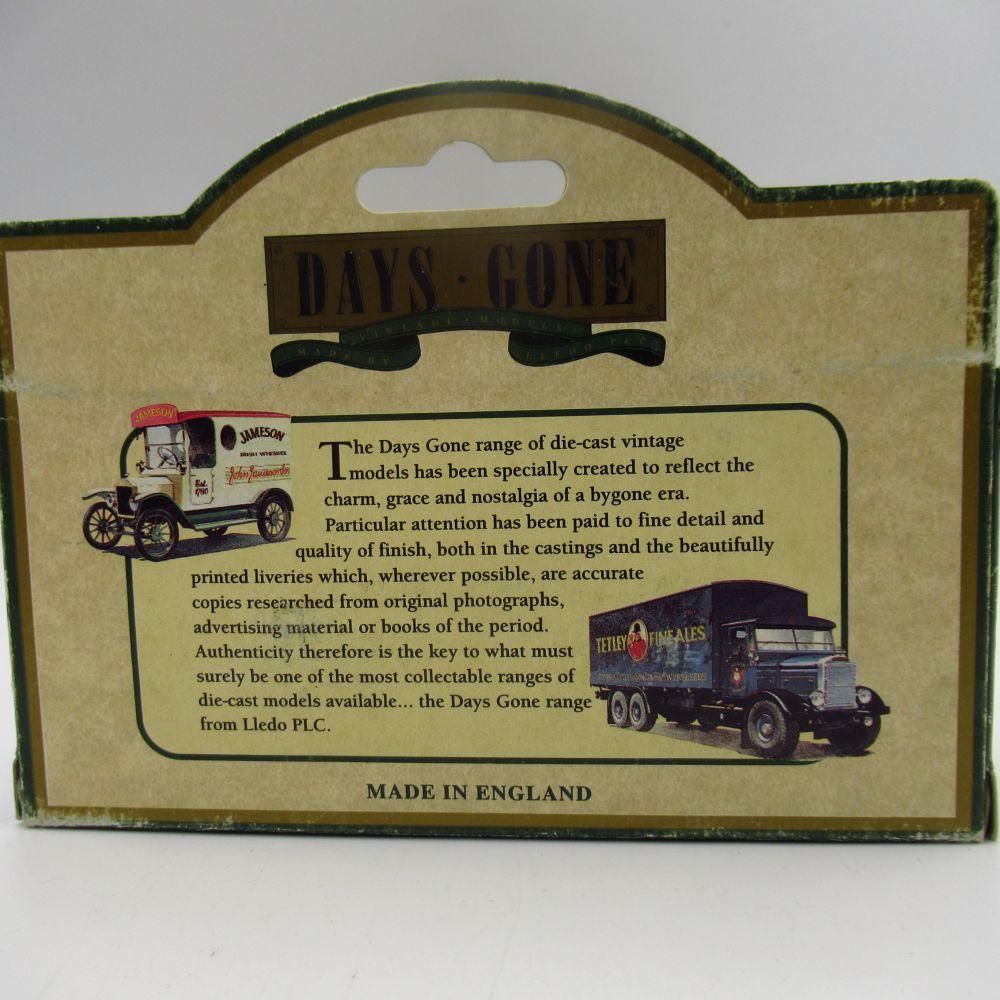 DAYS · GONE
VINTAGE · MODELS
MADE BY LLEDO PLC
JAMESON
JAMESON
IRISH WHISKEY
John Jameson & Son
Est. 1780
The Days Gone range of die-cast vintage
models has been specially created to reflect the
charm, grace and nostalgia of a bygone era.
Particular attention has been paid to fine detail and
quality of finish, both in the castings and the beautifully
printed liveries which, wherever possible, are accurate
copies researched from original photographs,
advertising material or books of the period.
Authenticity therefore is the key to what must
surely be one of the most collectable ranges of
die-cast models available... the Days Gone range
from Lledo PLC.
TETLEY FINE ALES
MADE IN ENGLAND